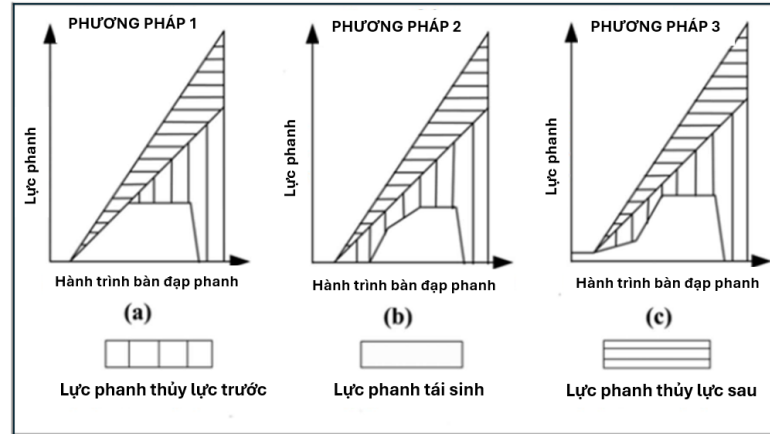 PHƯƠNG PHÁP 1
PHƯƠNG PHÁP 2
PHƯƠNG PHÁP 3
Lực phanh
Lực phanh
Lực phanh
Hành trình bàn đạp phanh
Hành trình bàn đạp phanh
Hành trình bàn đạp phanh
(a)
(b)
(c)
Lực phanh thủy lực trước
Lực phanh tái sinh
Lực phanh thủy lực sau